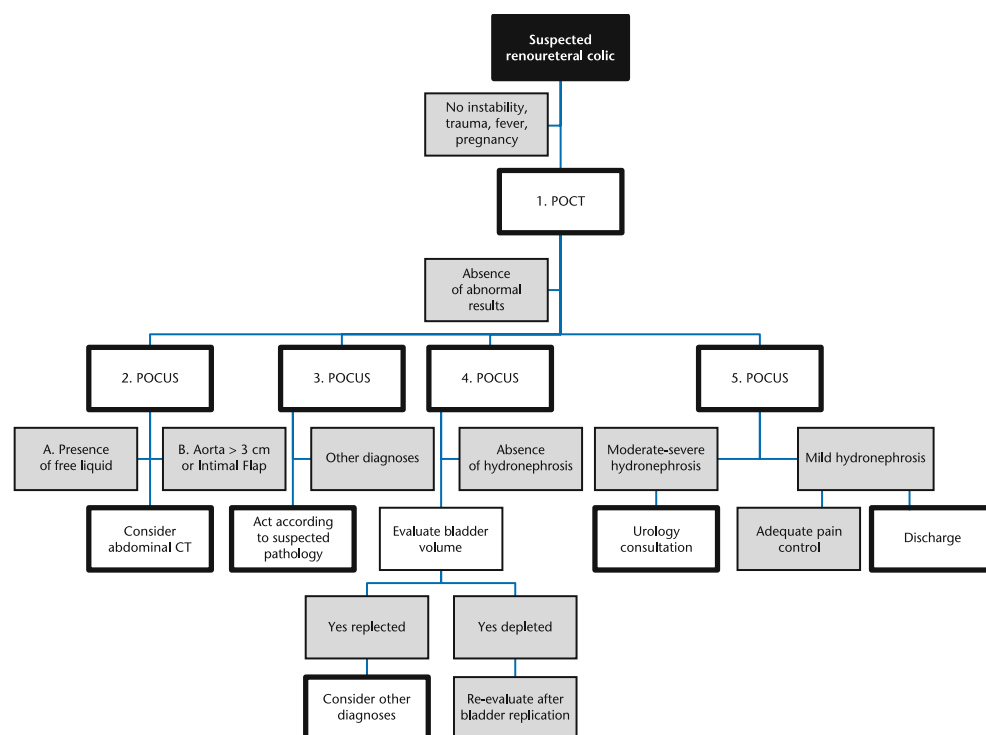 Suspected
renoureteral colic
No instability,
trauma, fever,
pregnancy
1. POCT
Absence
of abnormal
results
2. POCUS
3. POCUS
4. POCUS
5. POCUS
A. Presence
of free liquid
B. Aorta > 3 cm
or Intimal Flap
Other diagnoses
Absence
of hydronephrosis
Moderate-severe
hydronephrosis
Mild hydronephrosis
Consider
abdominal CT
Act according
to suspected
pathology
Evaluate bladder
volume
Urology
consultation
Adequate pain
control
Discharge
Yes replected
Yes depleted
Consider other
diagnoses
Re-evaluate after
bladder replication